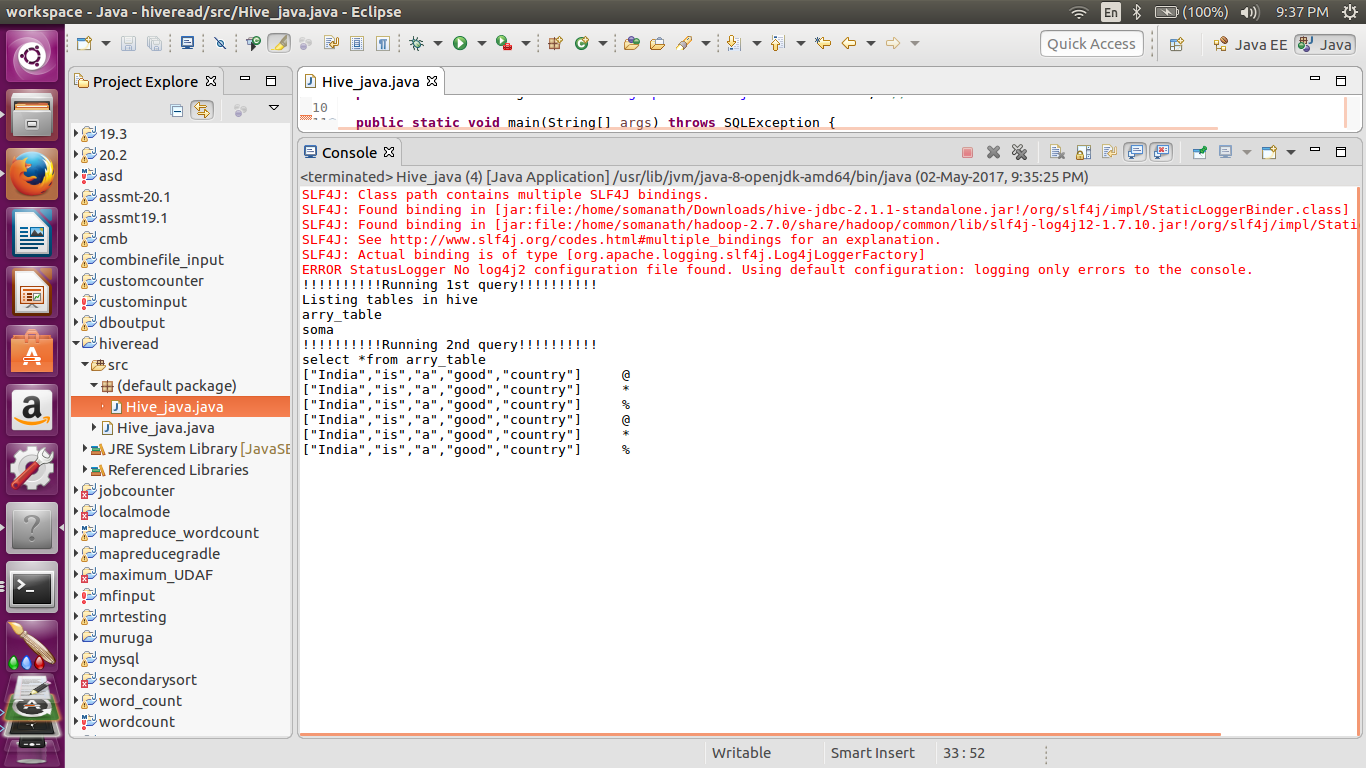 workspace - Java - hiveread/src/Hive_java.java - Eclipse
En
(100%)
9:37 PM
Quick Access
Java EE
Java
Project Explore
Hive_java.java
10
public static void main(String[] args) throws SQLException {
Console
<terminated> Hive_java (4) [Java Application] /usr/lib/jvm/java-8-openjdk-amd64/bin/java (02-May-2017, 9:35:25 PM)
SLF4J: Class path contains multiple SLF4J bindings.
SLF4J: Found binding in [jar:file:/home/somanath/Downloads/hive-jdbc-2.1.1-standalone.jar!/org/slf4j/impl/StaticLoggerBinder.class]
SLF4J: Found binding in [jar:file:/home/somanath/hadoop-2.7.0/share/hadoop/common/lib/slf4j-log4j12-1.7.10.jar!/org/slf4j/impl/Stati
SLF4J: See http://www.slf4j.org/codes.html#multiple_bindings for an explanation.
SLF4J: Actual binding is of type [org.apache.logging.slf4j.Log4jLoggerFactory]
ERROR StatusLogger No log4j2 configuration file found. Using default configuration: logging only errors to the console.
!!!!!!!!!!Running 1st query!!!!!!!!!!
Listing tables in hive
arry_table
soma
!!!!!!!!!!Running 2nd query!!!!!!!!!!
select *from arry_table
["India","is","a","good","country"] @
["India","is","a","good","country"] *
["India","is","a","good","country"] %
["India","is","a","good","country"] @
["India","is","a","good","country"] *
["India","is","a","good","country"] %
19.3
20.2
asd
assmt-20.1
assmt19.1
cmb
combinefile_input
customcounter
custominput
dboutput
hiveread
src
(default package)
Hive_java.java
Hive_java.java
JRE System Library [JavaSE
Referenced Libraries
jobcounter
localmode
mapreduce_wordcount
mapreducegradle
maximum_UDAF
mfinput
mrtesting
muruga
mysql
secondarysort
word_count
wordcount
Writable
Smart Insert
33 : 52